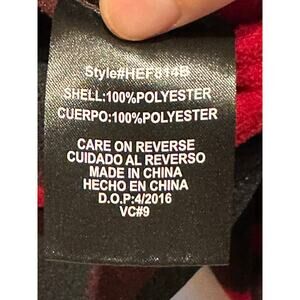 Style#HEF814B
SHELL:100%POLYESTER
CUERPO:100%POLYESTER
CARE ON REVERSE
CUIDADO AL REVERSO
MADE IN CHINA
HECHO EN CHINA
D.O.P:4/2016
VC#9